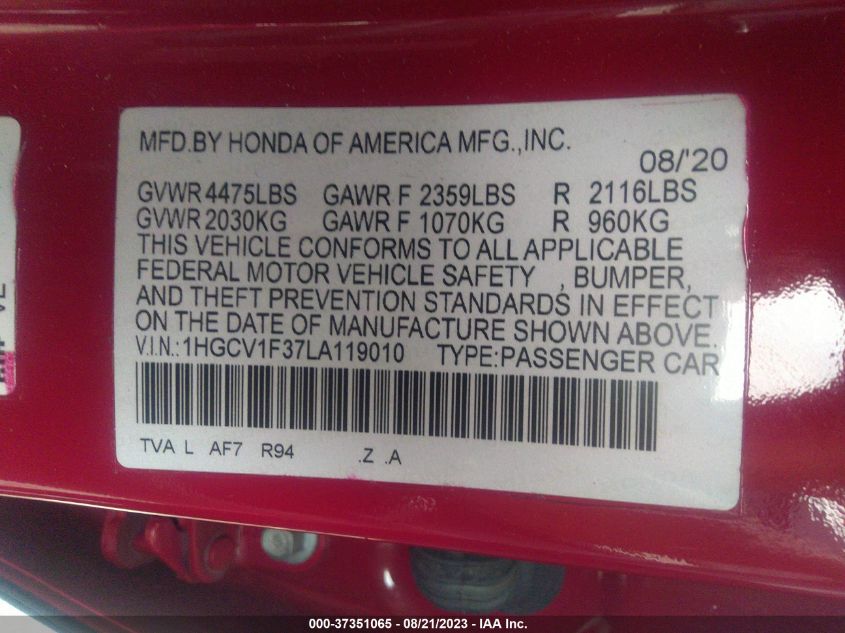 MFD.BY HONDA OF AMERICA MFG.,INC.
08/'20
GVWR 4475LBS GAWR F 2359LBS R 2116LBS
GVWR 2030KG GAWR F 1070KG R 960KG
THIS VEHICLE CONFORMS TO ALL APPLICABLE
FEDERAL MOTOR VEHICLE SAFETY , BUMPER,
AND THEFT PREVENTION STANDARDS IN EFFECT
ON THE DATE OF MANUFACTURE SHOWN ABOVE.
V.I.N.:1HGCV1F37LA119010 TYPE:PASSENGER CAR
TVA L AF7 R94 .Z .A
000-37351065 - 08/21/2023 - IAA Inc.